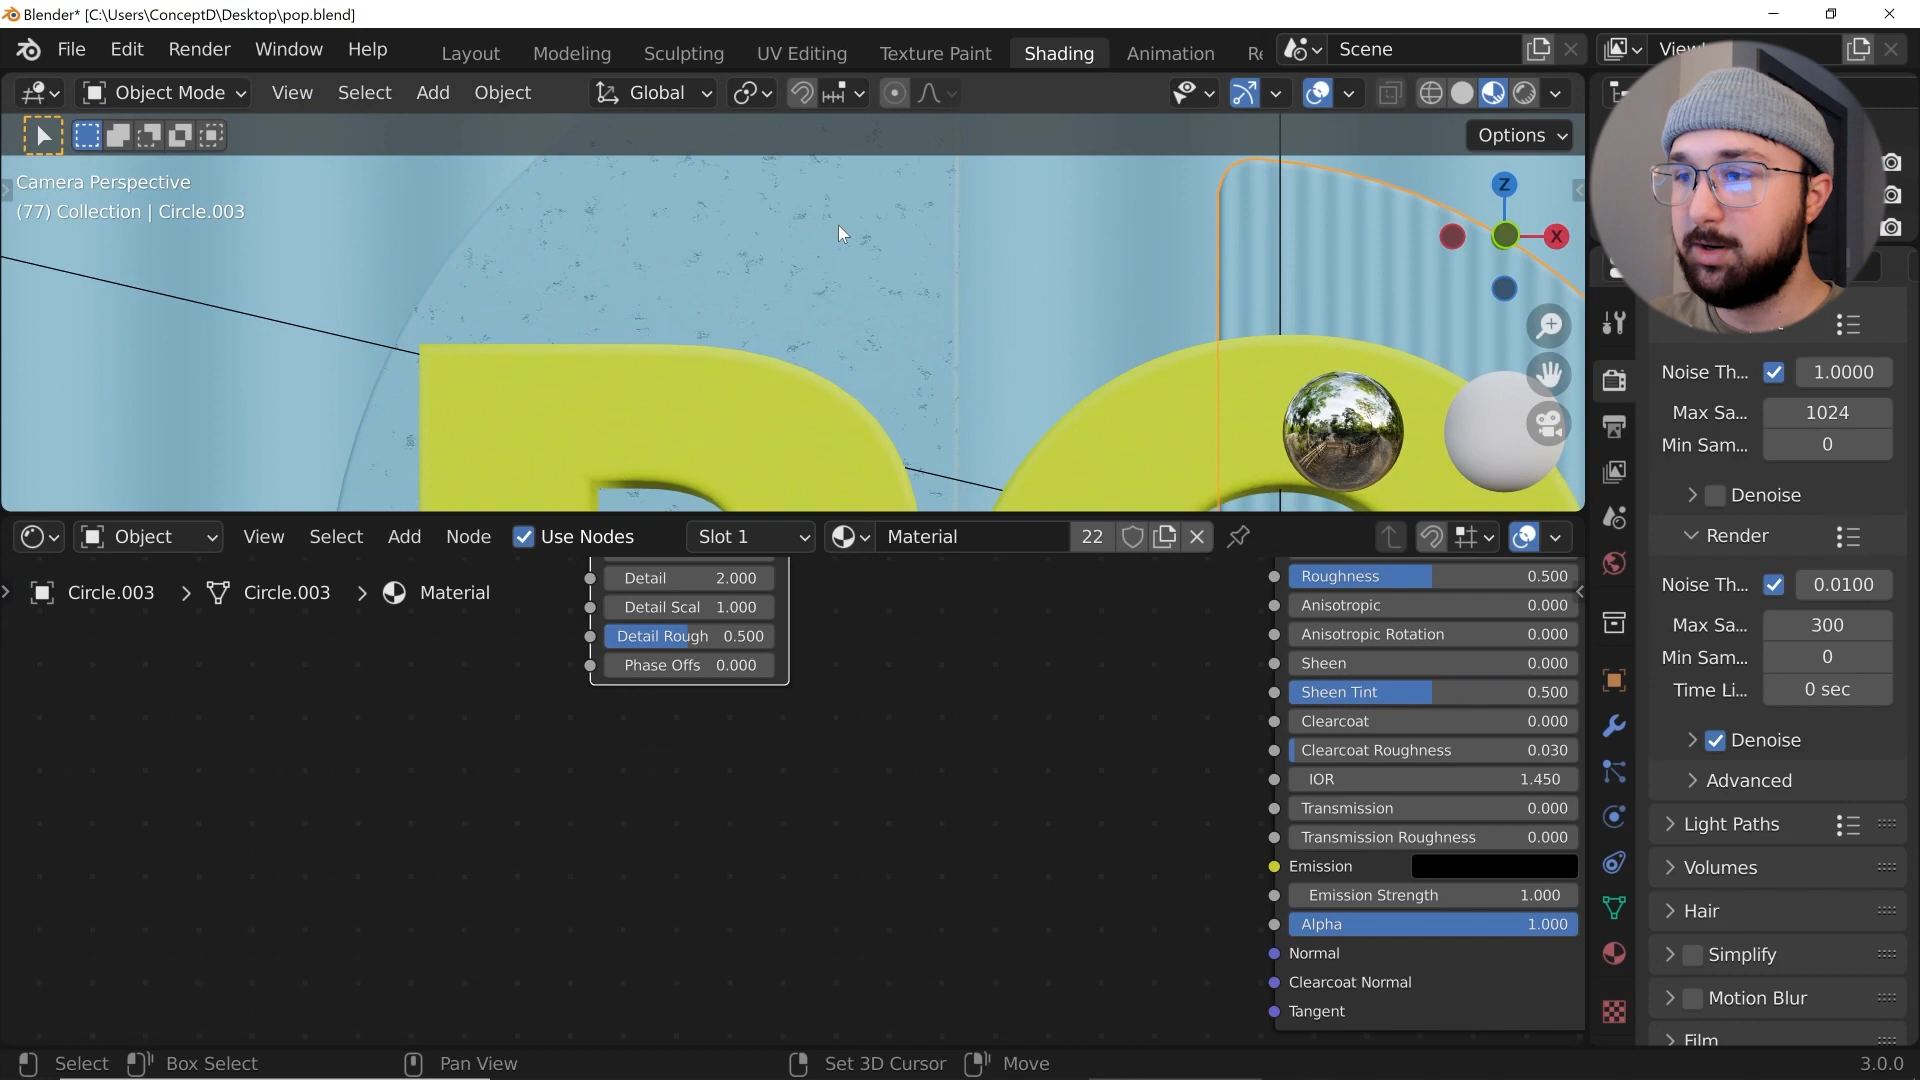 Blender* [C:\Users\ConceptD\Desktop\pop.blend]
File Edit Render Window Help Layout Modeling Sculpting UV Editing Texture Paint Shading Animation Scene
Object Mode View Select Add Object Global
Options
Camera Perspective
(77) Collection | Circle.003
Z
X
Noise Th... 1.0000
Max Sa... 1024
Min Sam... 0
Denoise
Render
Object View Select Add Node Use Nodes Slot 1 Material 22
Circle.003 Circle.003 Material
Detail 2.000
Detail Scal 1.000
Detail Rough 0.500
Phase Offs 0.000
Roughness 0.500
Anisotropic 0.000
Anisotropic Rotation 0.000
Sheen 0.000
Sheen Tint 0.500
Clearcoat 0.000
Clearcoat Roughness 0.030
IOR 1.450
Transmission 0.000
Transmission Roughness 0.000
Emission
Emission Strength 1.000
Alpha 1.000
Normal
Clearcoat Normal
Tangent
Noise Th... 0.0100
Max Sa... 300
Min Sam... 0
Time Li... 0 sec
Denoise
Advanced
Light Paths
Volumes
Hair
Simplify
Motion Blur
Film
Select Box Select Pan View Set 3D Cursor Move 3.0.0